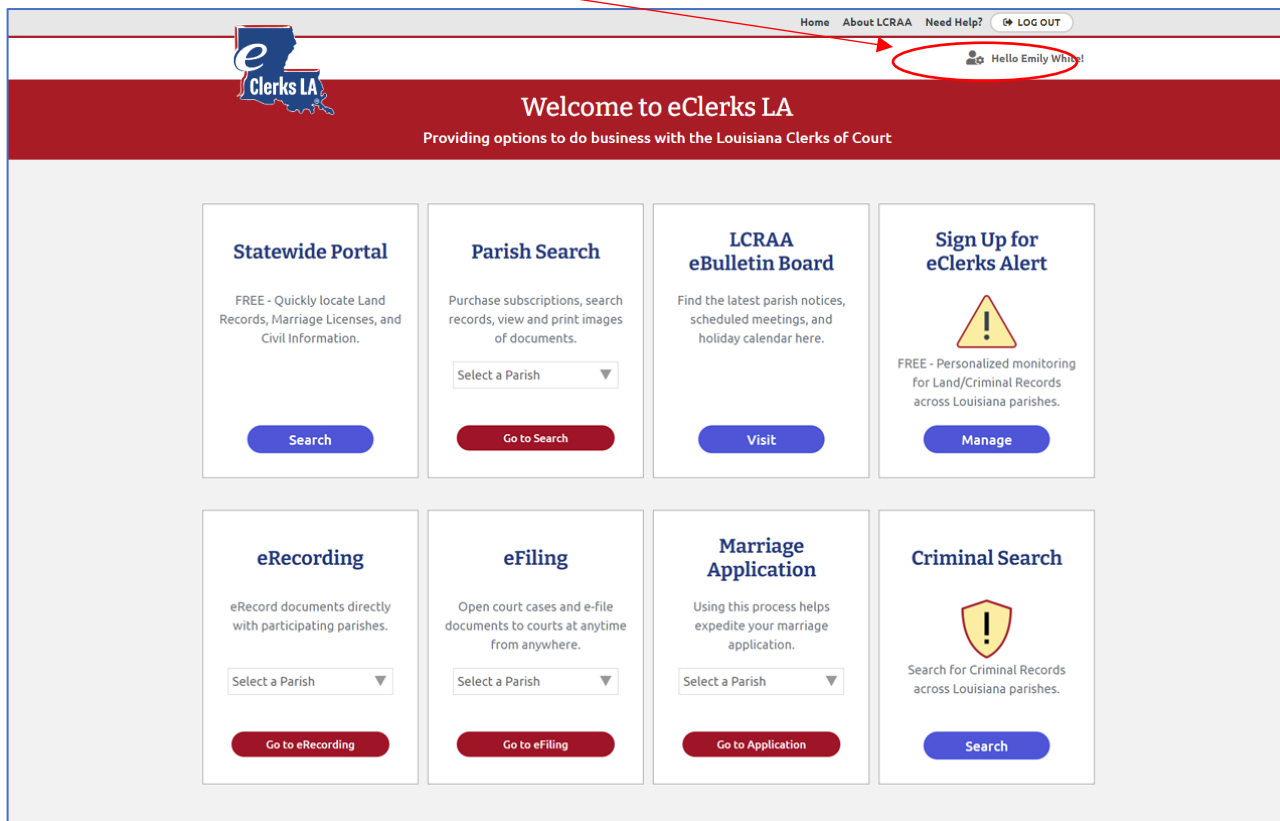 Home About LCRAA Need Help? LOG OUT
Hello Emily White!
e
Clerks LA
®
Welcome to eClerks LA
Providing options to do business with the Louisiana Clerks of Court
Statewide Portal
FREE - Quickly locate Land
Records, Marriage Licenses, and
Civil Information.
Search
Parish Search
Purchase subscriptions, search
records, view and print images
of documents.
Select a Parish
Go to Search
LCRAA
eBulletin Board
Find the latest parish notices,
scheduled meetings, and
holiday calendar here.
Visit
Sign Up for
eClerks Alert
!
FREE - Personalized monitoring
for Land/Criminal Records
across Louisiana parishes.
Manage
eRecording
eRecord documents directly
with participating parishes.
Select a Parish
Go to eRecording
eFiling
Open court cases and e-file
documents to courts at anytime
from anywhere.
Select a Parish
Go to eFiling
Marriage
Application
Using this process helps
expedite your marriage
application.
Select a Parish
Go to Application
Criminal Search
!
Search for Criminal Records
across Louisiana parishes.
Search